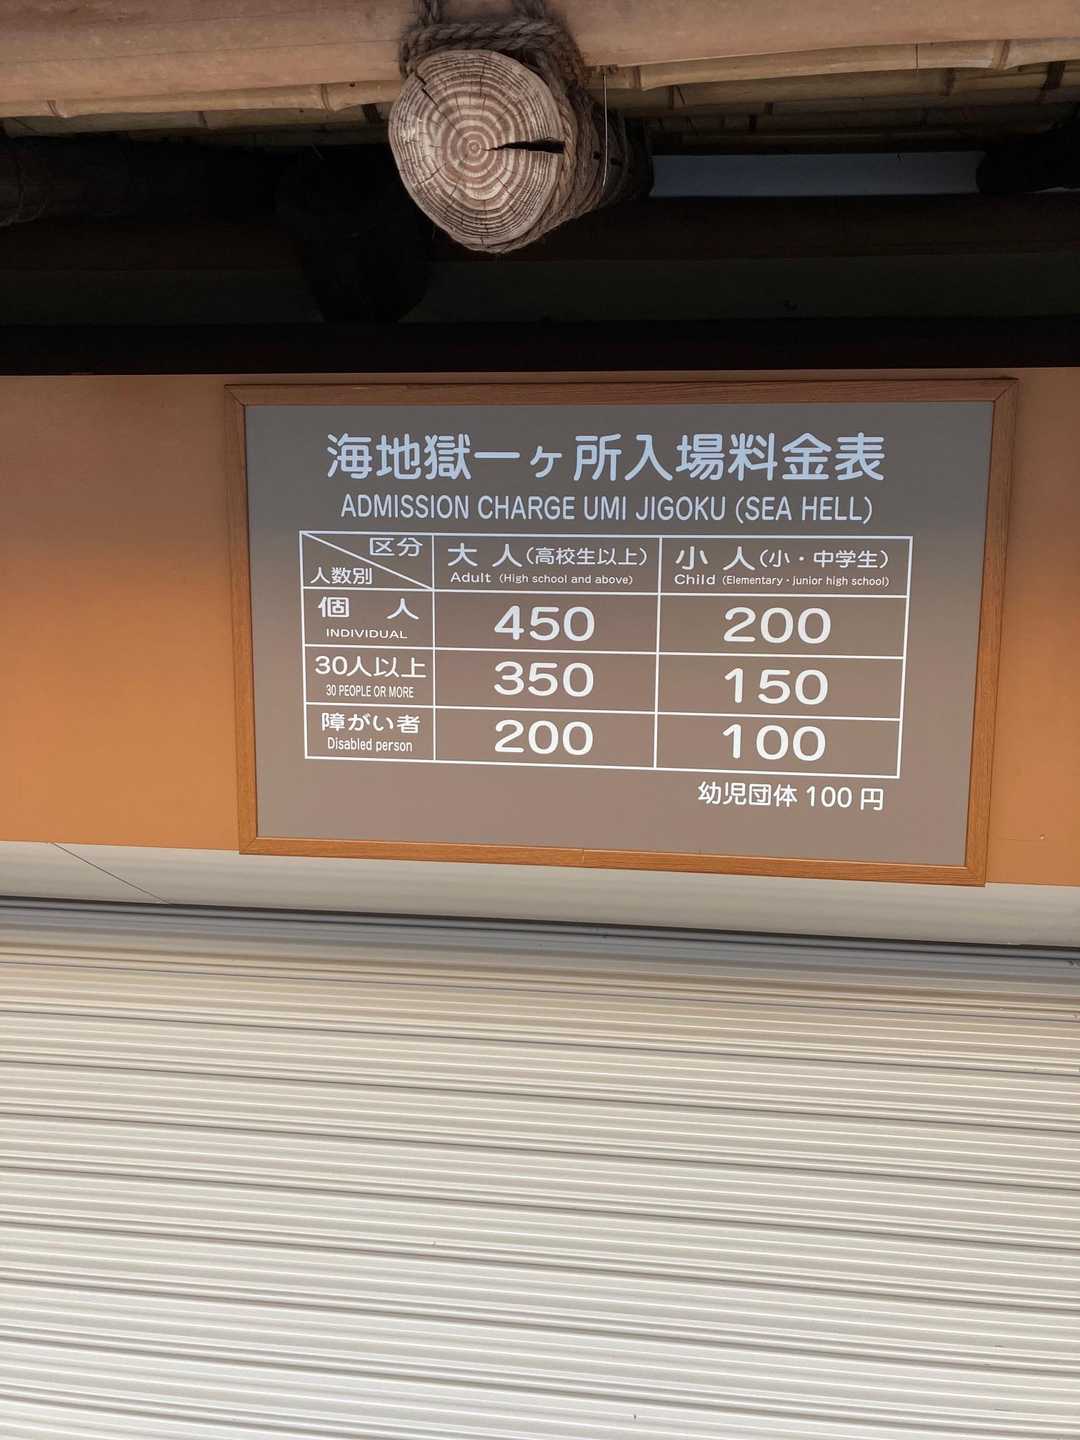 海地獄一ヶ所入場料金表
ADMISSION CHARGE UMI JIGOKU (SEA HELL)
区分
人数別
大人(高校生以上)
Adult (High school and above)
小人(小・中学生)
Child (Elementary・junior high school)
個人
INDIVIDUAL
450
200
30人以上
30 PEOPLE OR MORE
350
150
障がい者
Disabled person
200
100
幼児団体100円